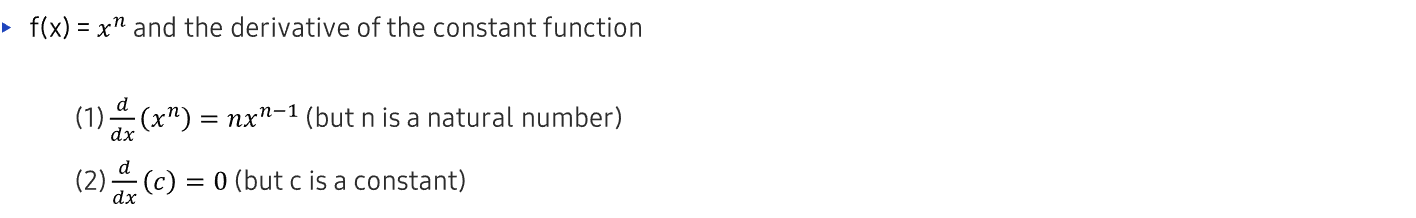 ▸ f(x) = xⁿ and the derivative of the constant function
(1) d/dx (xⁿ) = nxⁿ⁻¹ (but n is a natural number)
(2) d/dx (c) = 0 (but c is a constant)